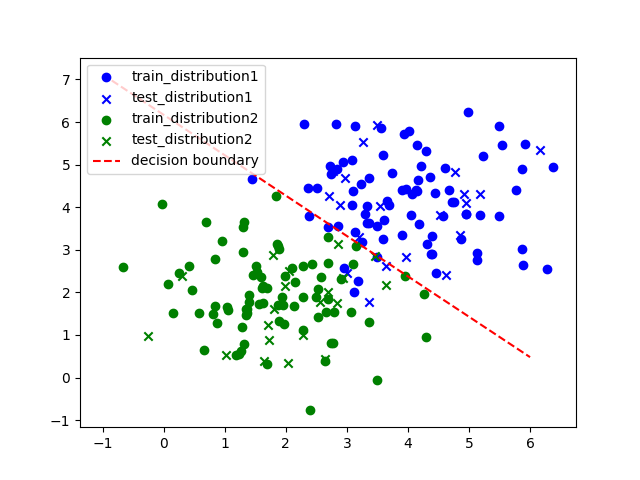 7
6
5
4
3
2
1
0
−1
train_distribution1
test_distribution1
train_distribution2
test_distribution2
decision boundary
−1 0 1 2 3 4 5 6